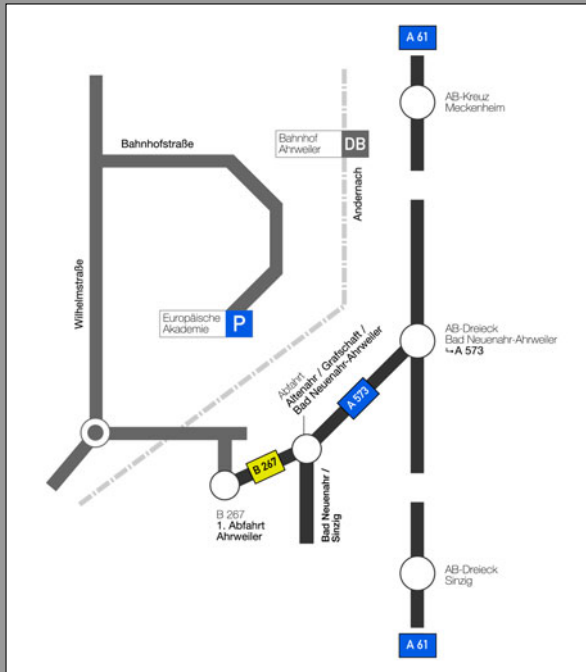 A 61
AB-Kreuz
Meckenheim
Bahnhofstraße
Bahnhof
Ahrweiler
DB
Andernach
Wilhelmstraße
Europäische
Akademie
P
AB-Dreieck
Bad Neuenahr-Ahrweiler
↪A 573
Abfahrt
Altenahr / Grafschaft /
Bad Neuenahr-Ahrweiler
A 573
B 267
B 267
1. Abfahrt
Ahrweiler
Bad Neuenahr /
Sinzig
AB-Dreieck
Sinzig
A 61